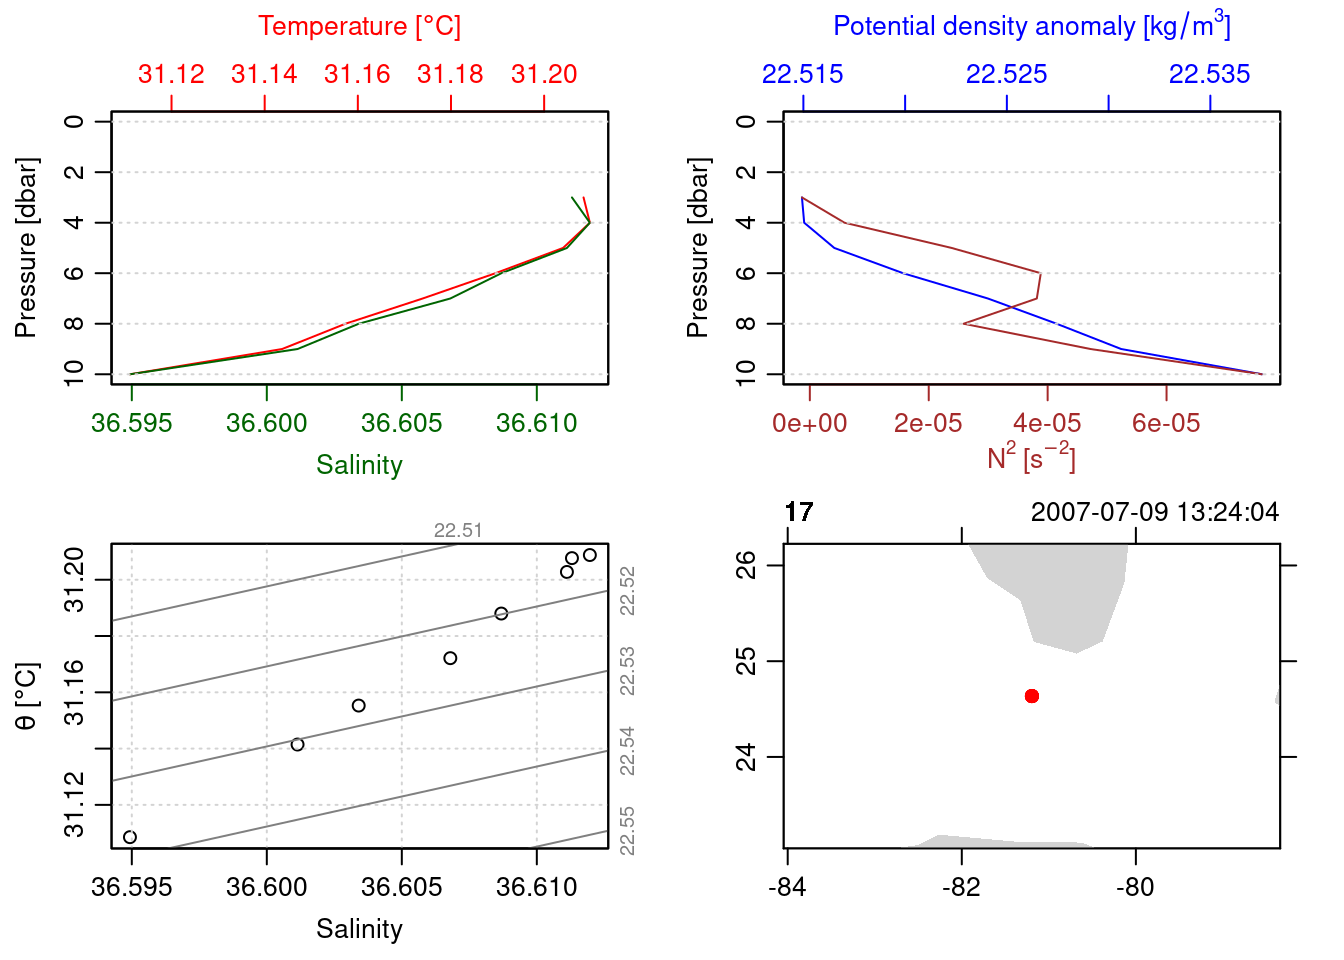 Temperature [°C]
31.12 31.14 31.16 31.18 31.20
Pressure [dbar]
0
2
4
6
8
10
36.595 36.600 36.605 36.610
Salinity
Potential density anomaly [kg/m³]
22.515 22.525 22.535
Pressure [dbar]
0
2
4
6
8
10
0e+00 2e-05 4e-05 6e-05
N² [s⁻²]
22.51
θ [°C]
31.20
31.16
31.12
22.52
22.53
22.54
22.55
36.595 36.600 36.605 36.610
Salinity
17 2007-07-09 13:24:04
26
25
24
-84 -82 -80